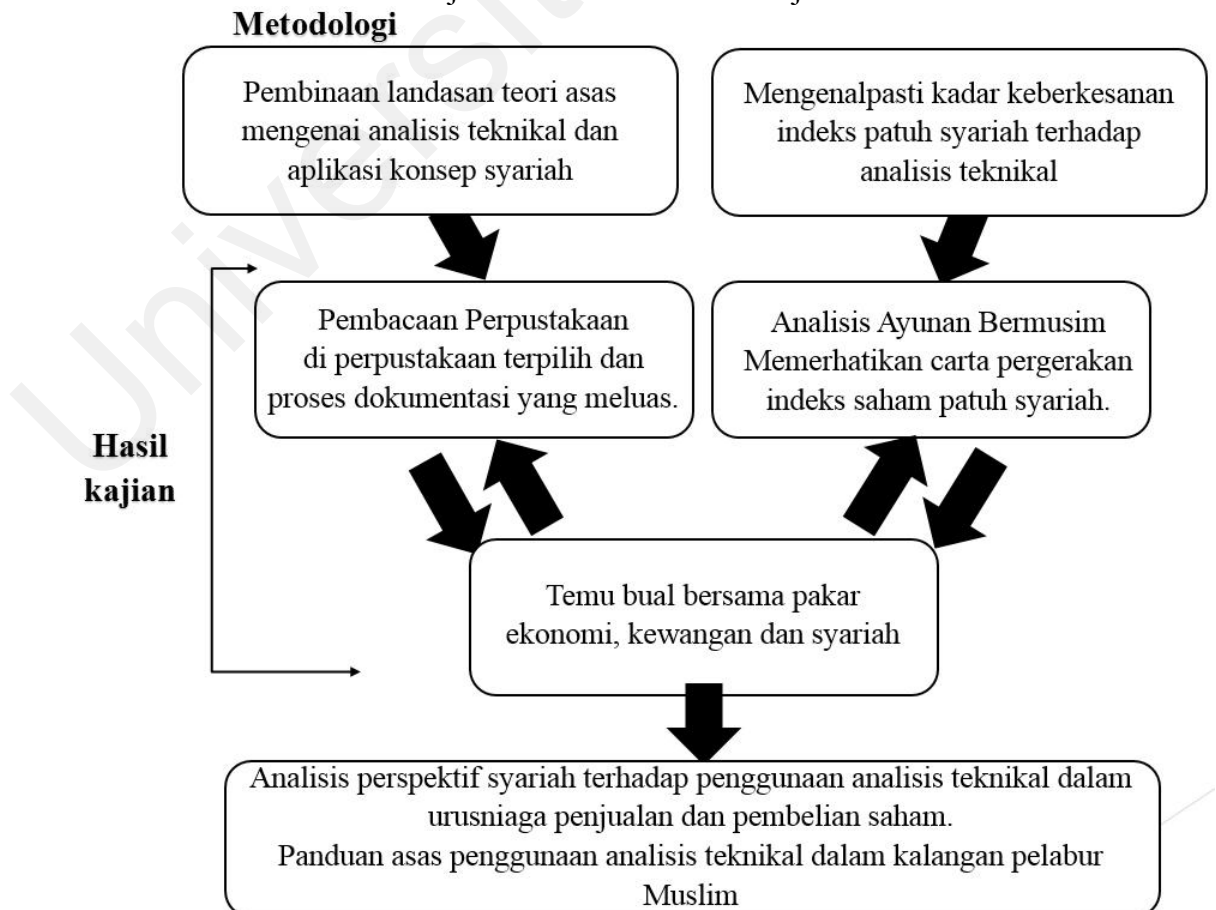 Metodologi
Pembinaan landasan teori asas
mengenai analisis teknikal dan
aplikasi konsep syariah
Mengenalpasti kadar keberkesanan
indeks patuh syariah terhadap
analisis teknikal
Pembacaan Perpustakaan
di perpustakaan terpilih dan
proses dokumentasi yang meluas.
Analisis Ayunan Bermusim
Memerhatikan carta pergerakan
indeks saham patuh syariah.
Hasil
kajian
Temu bual bersama pakar
ekonomi, kewangan dan syariah
Analisis perspektif syariah terhadap penggunaan analisis teknikal dalam
urusniaga penjualan dan pembelian saham.
Panduan asas penggunaan analisis teknikal dalam kalangan pelabur
Muslim